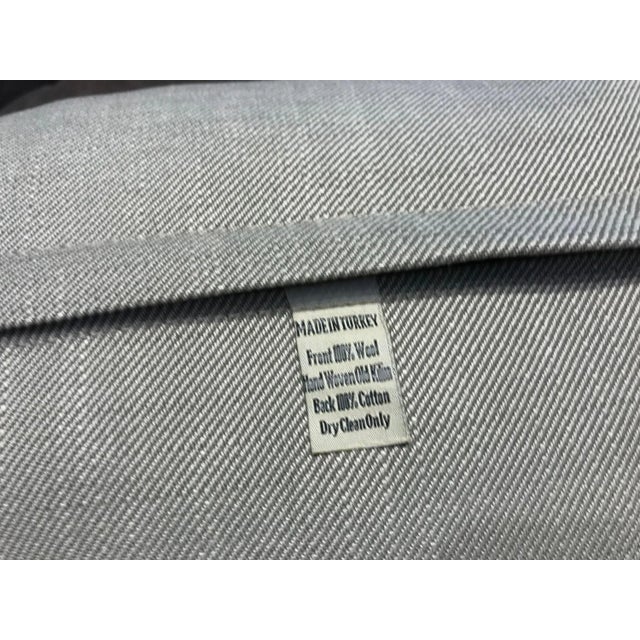 MADE IN TURKEY
Front 100% Wool
Hand Woven Old Kilim
Back 100% Cotton
Dry Clean Only